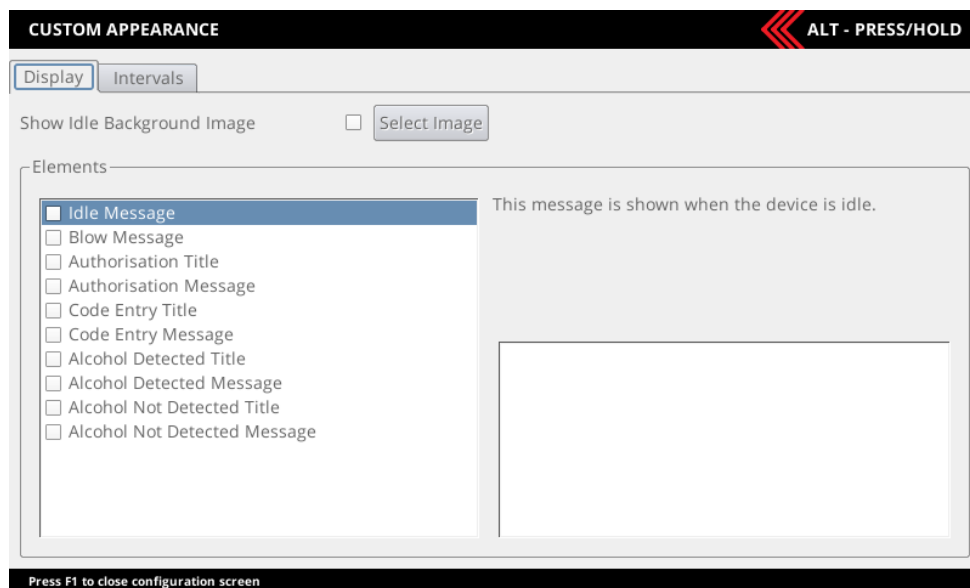 CUSTOM APPEARANCE
ALT - PRESS/HOLD
Display
Intervals
Show Idle Background Image
Select Image
Elements
Idle Message
Blow Message
Authorisation Title
Authorisation Message
Code Entry Title
Code Entry Message
Alcohol Detected Title
Alcohol Detected Message
Alcohol Not Detected Title
Alcohol Not Detected Message
This message is shown when the device is idle.
Press F1 to close configuration screen